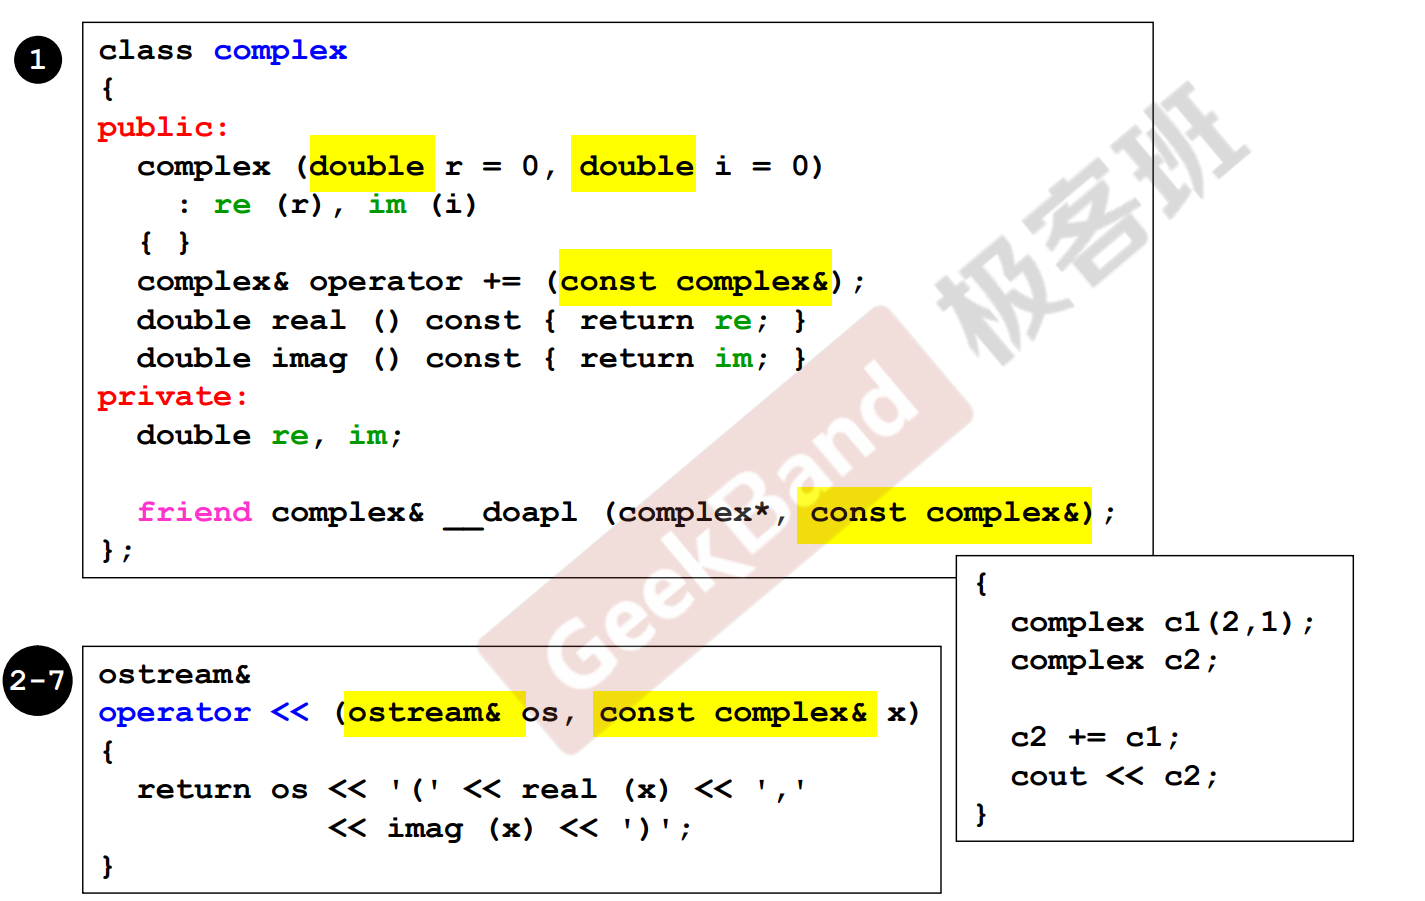 1
class complex
{
public:
  complex (double r = 0, double i = 0)
    : re (r), im (i)
  { }
  complex& operator += (const complex&);
  double real () const { return re; }
  double imag () const { return im; }
private:
  double re, im;
  friend complex& __doapl (complex*, const complex&);
};
{
  complex c1(2,1);
  complex c2;
  c2 += c1;
  cout << c2;
}
2-7
ostream&
operator << (ostream& os, const complex& x)
{
  return os << '(' << real (x) << ','
            << imag (x) << ')';
}
GeekBand 极客班